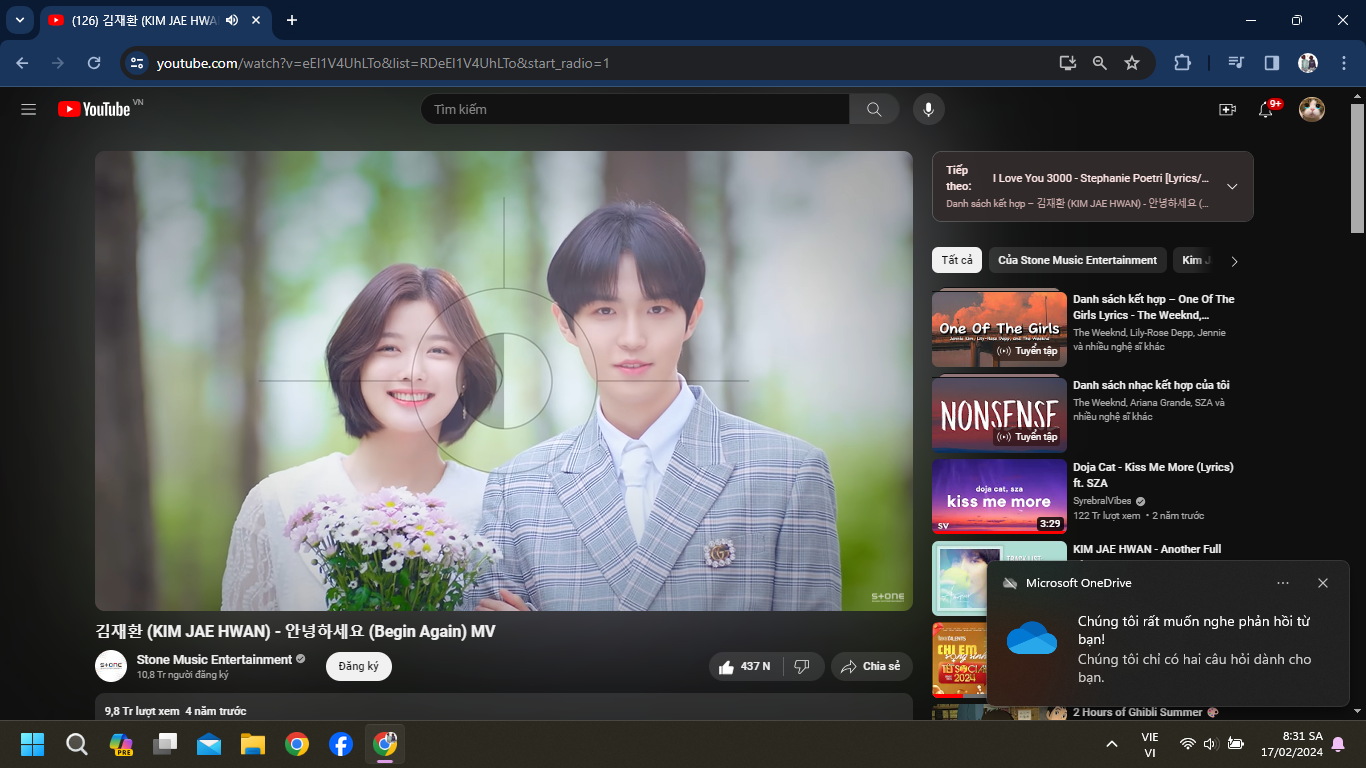 (126) 김재환 (KIM JAE HWA
youtube.com/watch?v=eEI1V4UhLTo&list=RDeEI1V4UhLTo&start_radio=1
YouTube VN
Tìm kiếm
9+
S+ONE
김재환 (KIM JAE HWAN) - 안녕하세요 (Begin Again) MV
S+ONE
Stone Music Entertainment
10,8 Tr người đăng ký
Đăng ký
437 N
Chia sẻ
9,8 Tr lượt xem 4 năm trước
Tiếp theo:
I Love You 3000 - Stephanie Poetri [Lyrics/...
Danh sách kết hợp – 김재환 (KIM JAE HWAN) - 안녕하세요 (...
Tất cả
Của Stone Music Entertainment
Kim J
One Of The Girls
Tuyển tập
Danh sách kết hợp – One Of The
Girls Lyrics - The Weeknd,...
The Weeknd, Lily-Rose Depp, Jennie
và nhiều nghệ sĩ khác
NONSENSE
Tuyển tập
Danh sách nhạc kết hợp của tôi
The Weeknd, Ariana Grande, SZA và
nhiều nghệ sĩ khác
doja cat, sza
kiss me more
SV
3:29
Doja Cat - Kiss Me More (Lyrics)
ft. SZA
SyrebralVibes
122 Tr lượt xem • 2 năm trước
KIM JAE HWAN - Another Full
CHI EM
2024
2 Hours of Ghibli Summer
Microsoft OneDrive
Chúng tôi rất muốn nghe phản hồi từ
bạn!
Chúng tôi chỉ có hai câu hỏi dành cho
bạn.
PRE
VIE
VI
8:31 SA
17/02/2024